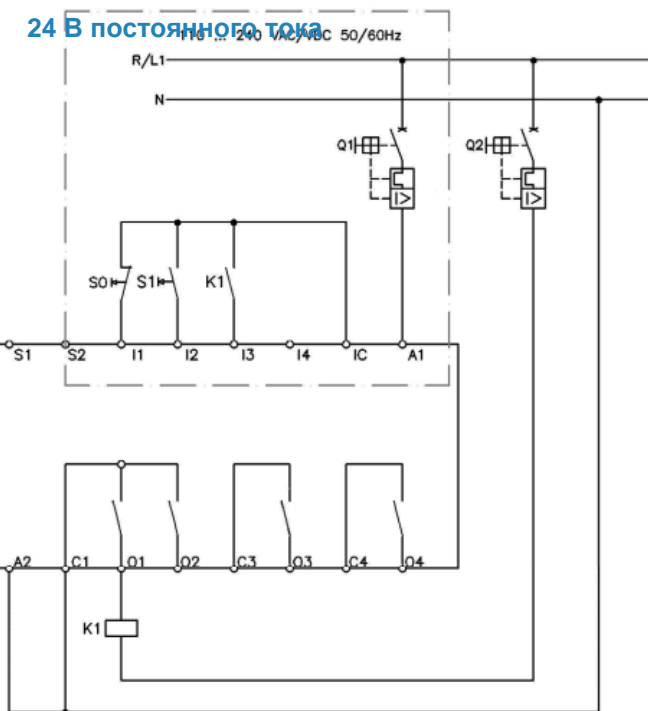 24 В постоянного тока
110 ... 240 VAC/VDC 50/60Hz
R/L1
N
Q1
Q2
I>
I>
S0
S1
K1
S1
S2
I1
I2
I3
I4
IC
A1
A2
C1
O1
O2
C3
O3
C4
O4
K1